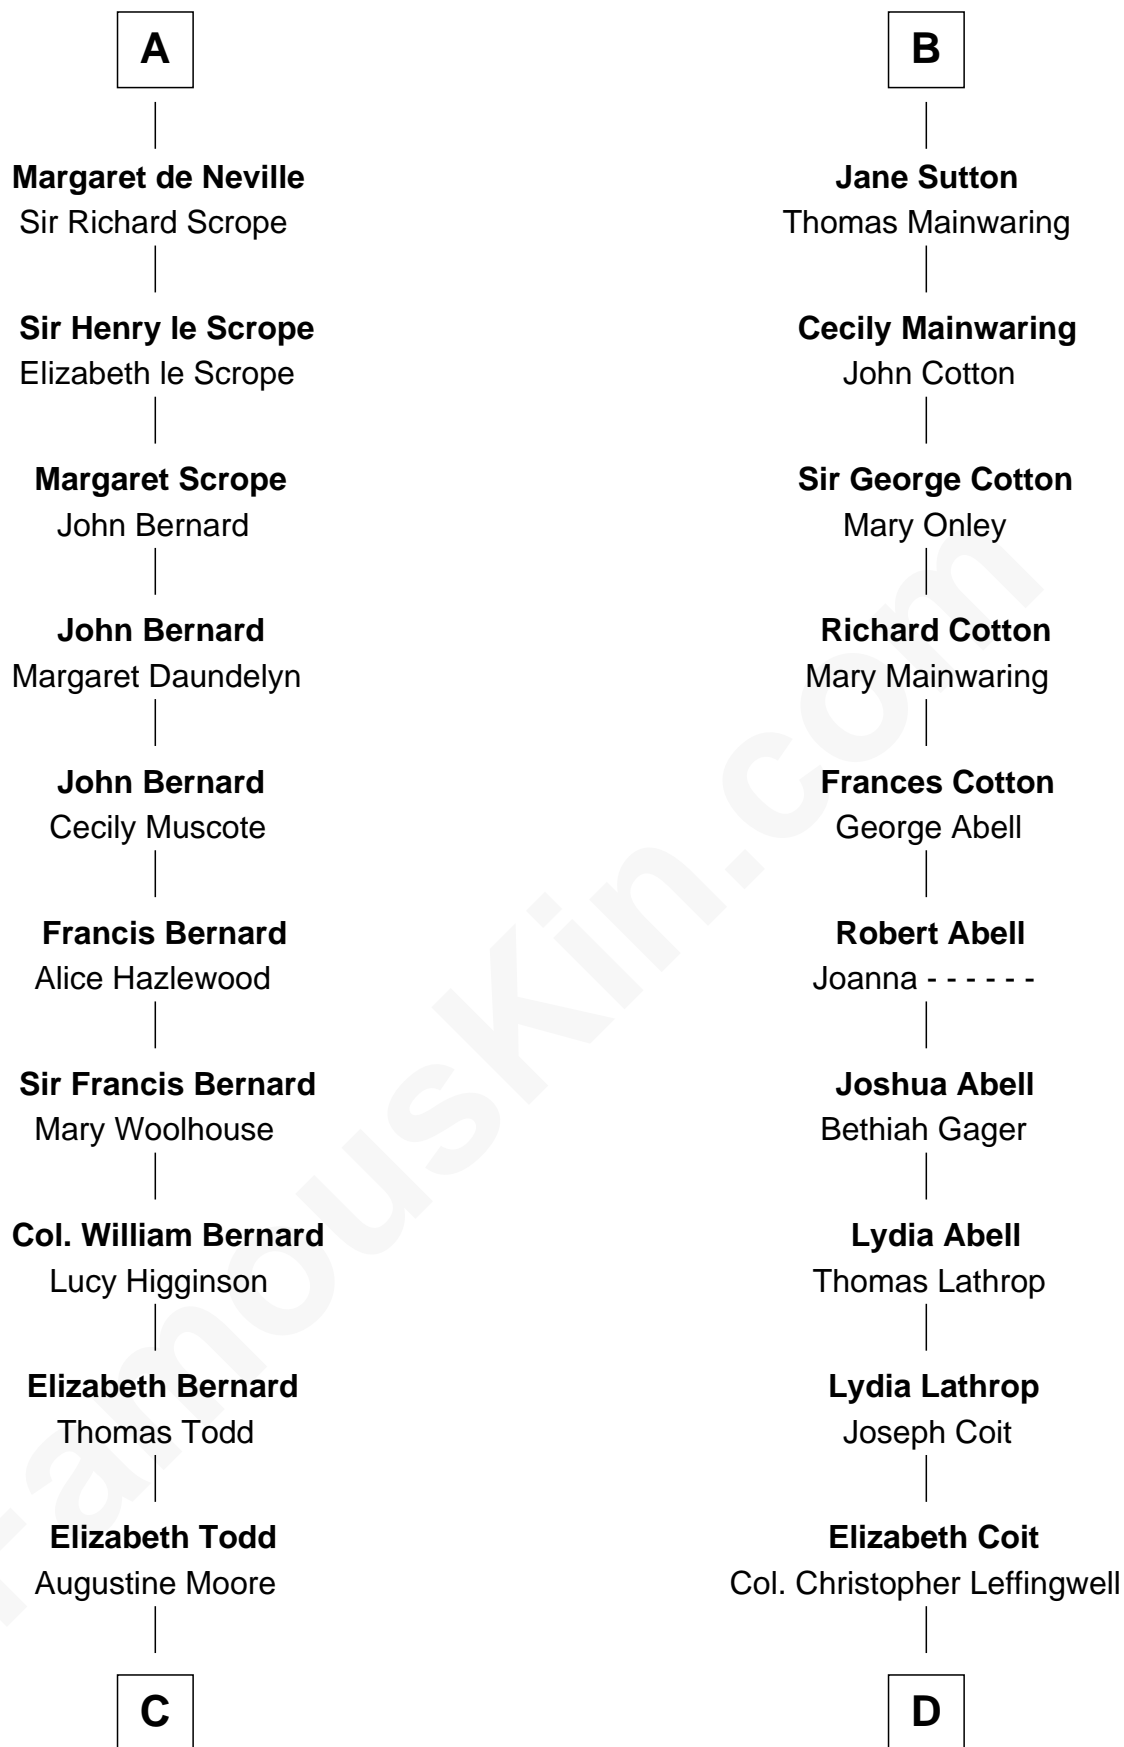 A
Margaret de Neville
Sir Richard Scrope
Sir Henry le Scrope
Elizabeth le Scrope
Margaret Scrope
John Bernard
John Bernard
Margaret Daundelyn
John Bernard
Cecily Muscote
Francis Bernard
Alice Hazlewood
Sir Francis Bernard
Mary Woolhouse
Col. William Bernard
Lucy Higginson
Elizabeth Bernard
Thomas Todd
Elizabeth Todd
Augustine Moore
C
B
Jane Sutton
Thomas Mainwaring
Cecily Mainwaring
John Cotton
Sir George Cotton
Mary Onley
Richard Cotton
Mary Mainwaring
Frances Cotton
George Abell
Robert Abell
Joanna - - - - - -
Joshua Abell
Bethiah Gager
Lydia Abell
Thomas Lathrop
Lydia Lathrop
Joseph Coit
Elizabeth Coit
Col. Christopher Leffingwell
D
FamousKin.com